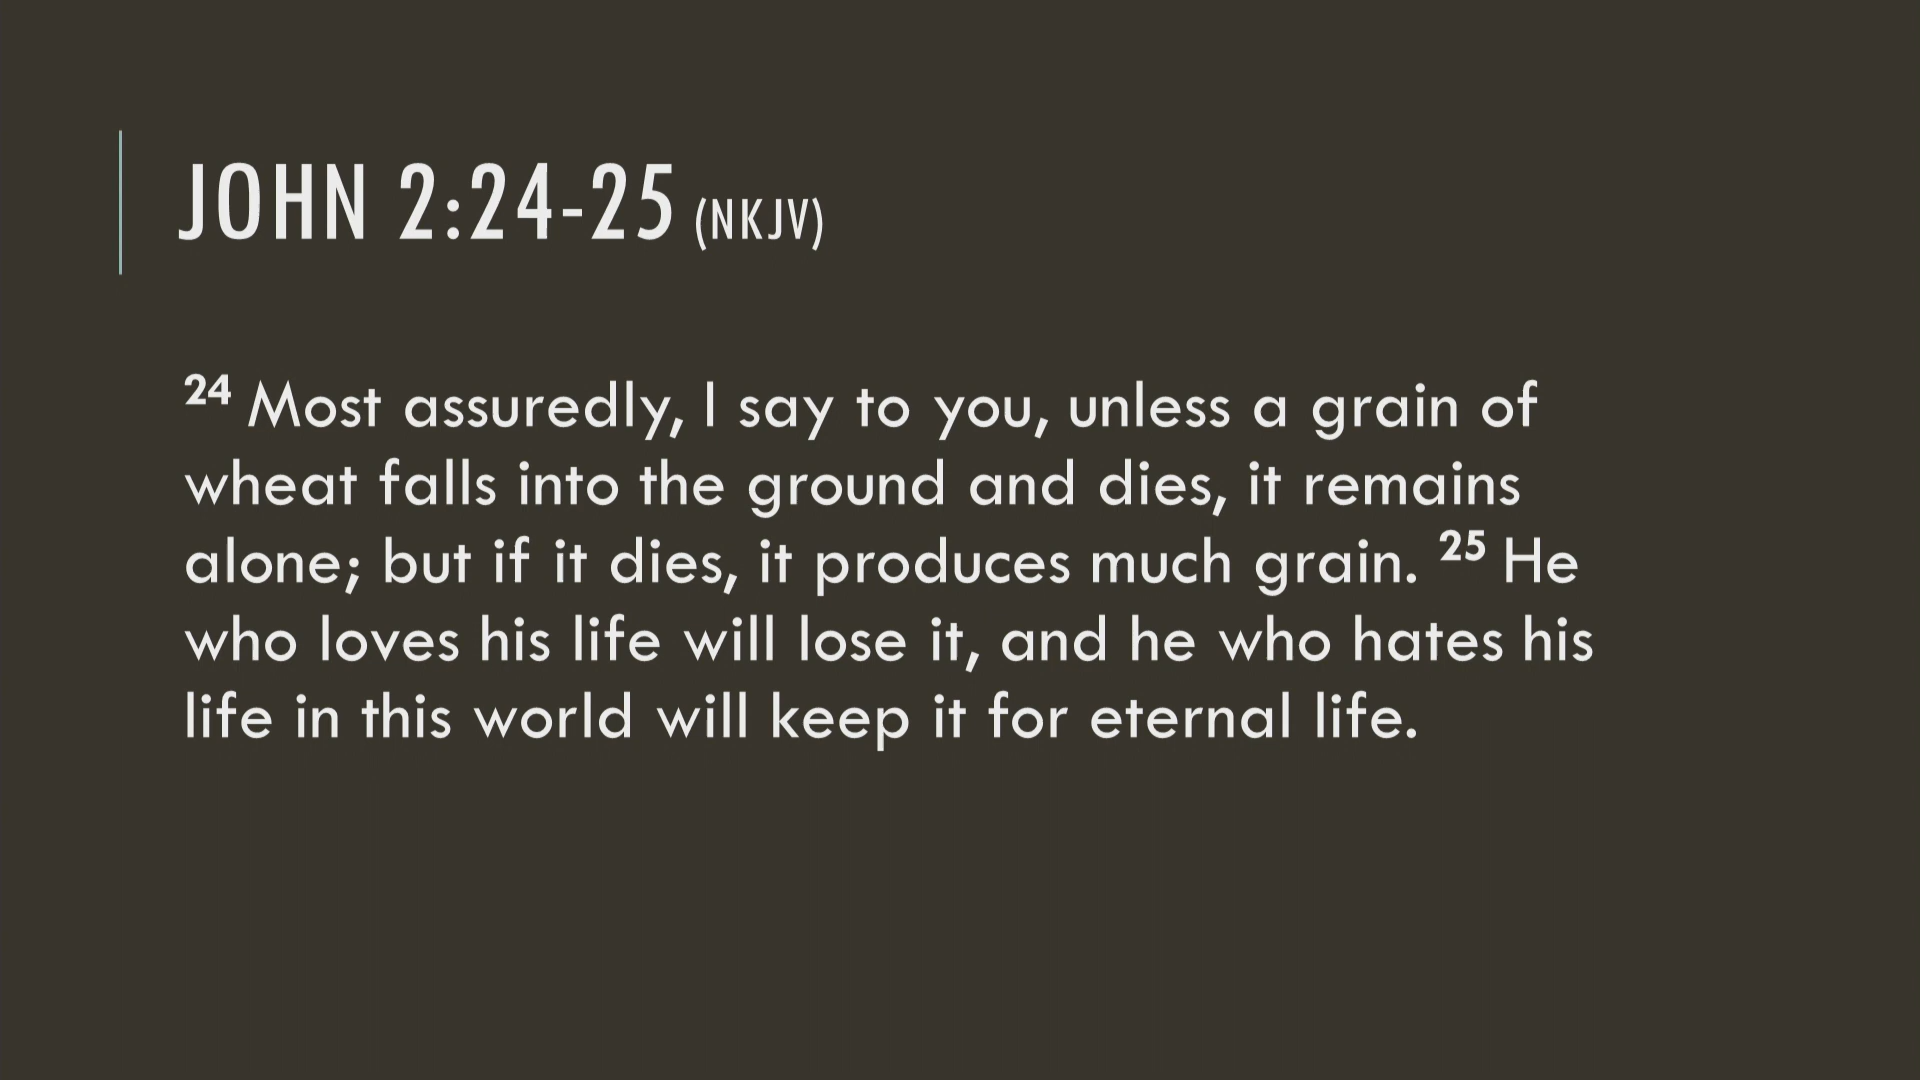 JOHN 2:24-25 (NKJV)
24 Most assuredly, I say to you, unless a grain of
wheat falls into the ground and dies, it remains
alone; but if it dies, it produces much grain. 25 He
who loves his life will lose it, and he who hates his
life in this world will keep it for eternal life.